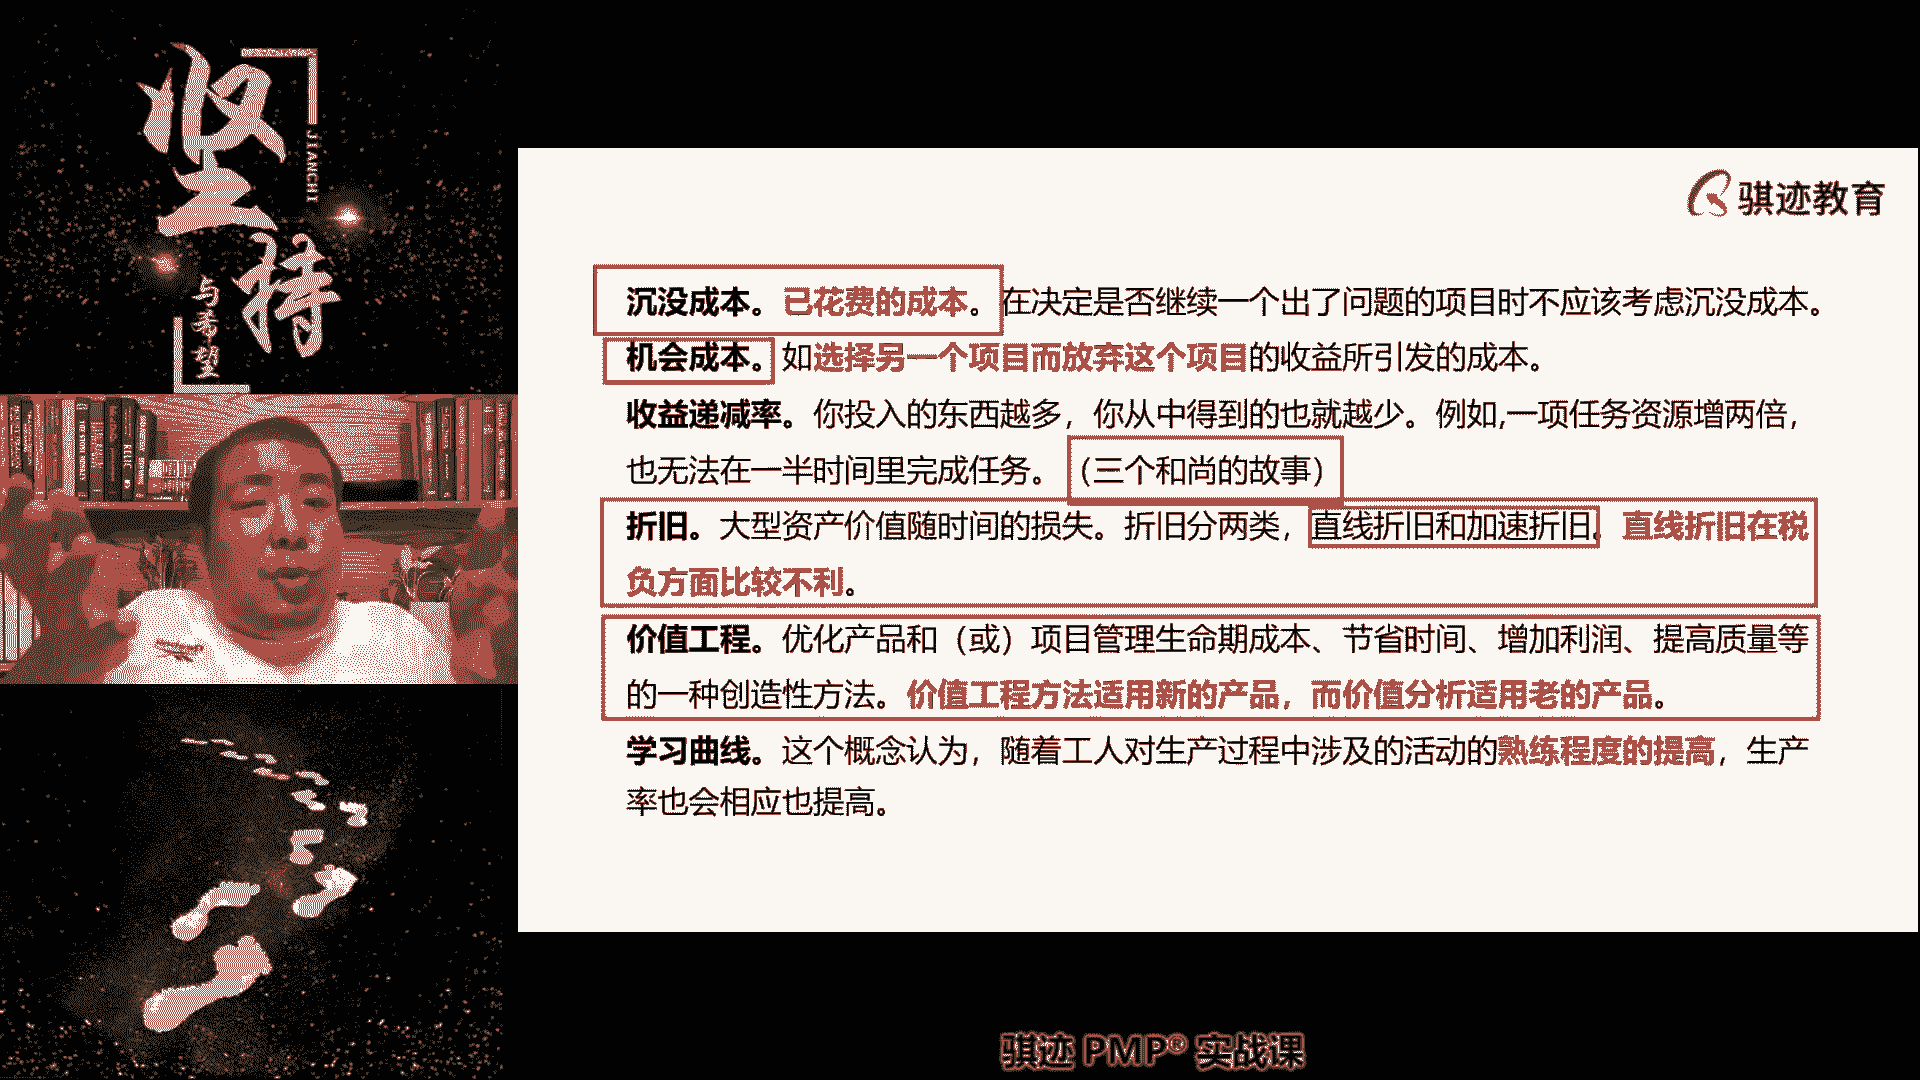 坚持
JIANCHI
与希望
骐迹教育
沉没成本。已花费的成本。在决定是否继续一个出了问题的项目时不应该考虑沉没成本。
机会成本。如选择另一个项目而放弃这个项目的收益所引发的成本。
收益递减率。你投入的东西越多，你从中得到的也就越少。例如,一项任务资源增两倍，
也无法在一半时间里完成任务。（三个和尚的故事）
折旧。大型资产价值随时间的损失。折旧分两类，直线折旧和加速折旧。直线折旧在税
负方面比较不利。
价值工程。优化产品和（或）项目管理生命期成本、节省时间、增加利润、提高质量等
的一种创造性方法。价值工程方法适用新的产品，而价值分析适用老的产品。
学习曲线。这个概念认为，随着工人对生产过程中涉及的活动的熟练程度的提高，生产
率也会相应也提高。
骐迹 PMP® 实战课